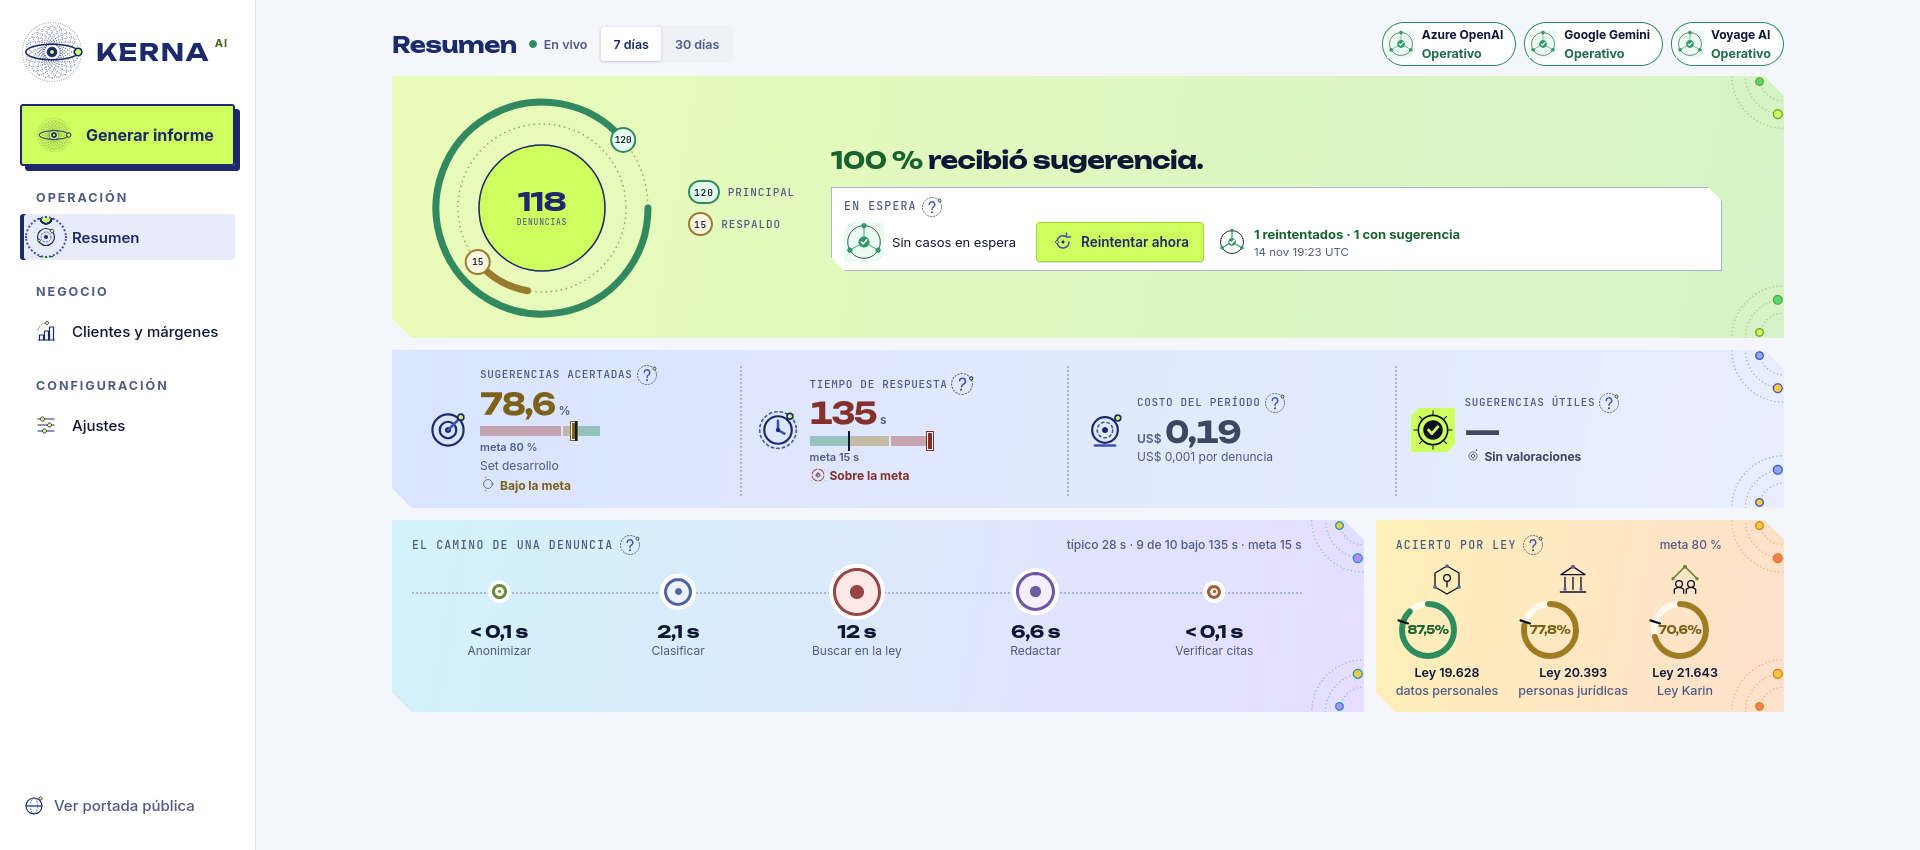 KERNA AI
Generar informe
OPERACIÓN
Resumen
NEGOCIO
Clientes y márgenes
CONFIGURACIÓN
Ajustes
Ver portada pública
Resumen
En vivo
7 días
30 días
Azure OpenAI
Operativo
Google Gemini
Operativo
Voyage AI
Operativo
120
118
DENUNCIAS
15
120 PRINCIPAL
15 RESPALDO
100 % recibió sugerencia.
EN ESPERA ?
Sin casos en espera
Reintentar ahora
1 reintentados · 1 con sugerencia
14 nov 19:23 UTC
SUGERENCIAS ACERTADAS ?
78,6 %
meta 80 %
Set desarrollo
Bajo la meta
TIEMPO DE RESPUESTA ?
135 s
meta 15 s
Sobre la meta
COSTO DEL PERÍODO ?
US$ 0,19
US$ 0,001 por denuncia
SUGERENCIAS ÚTILES ?
—
Sin valoraciones
EL CAMINO DE UNA DENUNCIA ?
típico 28 s · 9 de 10 bajo 135 s · meta 15 s
< 0,1 s
Anonimizar
2,1 s
Clasificar
12 s
Buscar en la ley
6,6 s
Redactar
< 0,1 s
Verificar citas
ACIERTO POR LEY ?
meta 80 %
87,5%
Ley 19.628
datos personales
77,8%
Ley 20.393
personas jurídicas
70,6%
Ley 21.643
Ley Karin